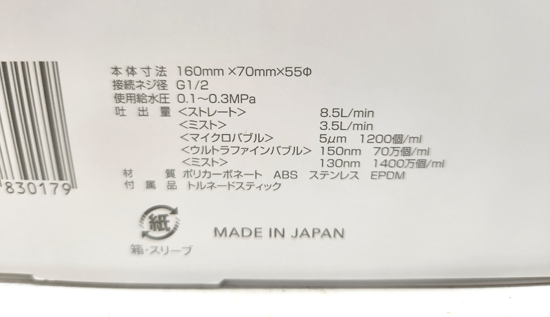 本体寸法 160mm×70mm×55Φ
接続ネジ径 G1/2
使用給水圧 0.1〜0.3MPa
吐出量 <ストレート> 8.5L/min
<ミスト> 3.5L/min
<マイクロバブル> 5μm 1200個/ml
<ウルトラファインバブル> 150nm 70万個/ml
<ミスト> 130nm 1400万個/ml
材質 ポリカーボネート ABS ステンレス EPDM
付属品 トルネードスティック
830179
紙
箱・スリーブ
MADE IN JAPAN